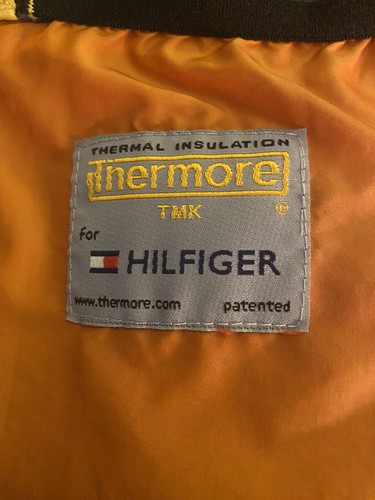 THERMAL INSULATION
Thermore
TMK ®
for
HILFIGER
www.thermore.com patented